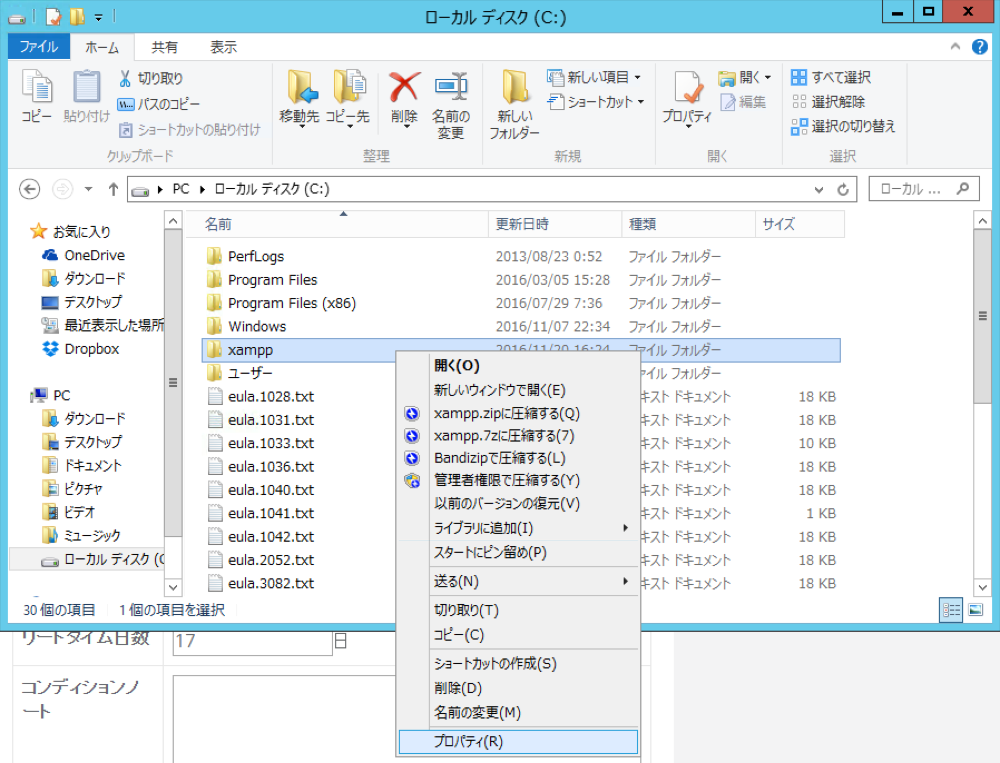 ローカル ディスク (C:)
ファイル ホーム 共有 表示
コピー
貼り付け
切り取り
パスのコピー
ショートカットの貼り付け
クリップボード
移動先
コピー先
削除
名前の
変更
整理
新しい
フォルダー
新しい項目
ショートカット
新規
プロパティ
開く
編集
開く
すべて選択
選択解除
選択の切り替え
選択
PC ローカル ディスク (C:)
ローカル ...
お気に入り
OneDrive
ダウンロード
デスクトップ
最近表示した場所
Dropbox
PC
ダウンロード
デスクトップ
ドキュメント
ピクチャ
ビデオ
ミュージック
ローカル ディスク (C
名前 更新日時 種類 サイズ
PerfLogs 2013/08/23 0:52 ファイル フォルダー
Program Files 2016/03/05 15:28 ファイル フォルダー
Program Files (x86) 2016/07/29 7:36 ファイル フォルダー
Windows 2016/11/07 22:34 ファイル フォルダー
xampp 2016/11/20 16:24 ファイル フォルダー
ユーザー ァイル フォルダー
eula.1028.txt キスト ドキュメント 18 KB
eula.1031.txt キスト ドキュメント 18 KB
eula.1033.txt キスト ドキュメント 10 KB
eula.1036.txt キスト ドキュメント 18 KB
eula.1040.txt キスト ドキュメント 18 KB
eula.1041.txt キスト ドキュメント 1 KB
eula.1042.txt キスト ドキュメント 18 KB
eula.2052.txt キスト ドキュメント 18 KB
eula.3082.txt キスト ドキュメント 18 KB
開く(O)
新しいウィンドウで開く(E)
xampp.zipに圧縮する(Q)
xampp.7zに圧縮する(7)
Bandizipで圧縮する(L)
管理者権限で圧縮する(Y)
以前のバージョンの復元(V)
ライブラリに追加(I)
スタートにピン留め(P)
送る(N)
切り取り(T)
コピー(C)
ショートカットの作成(S)
削除(D)
名前の変更(M)
プロパティ(R)
30 個の項目 1 個の項目を選択
リードタイム日数 17
コンディションノ
ート